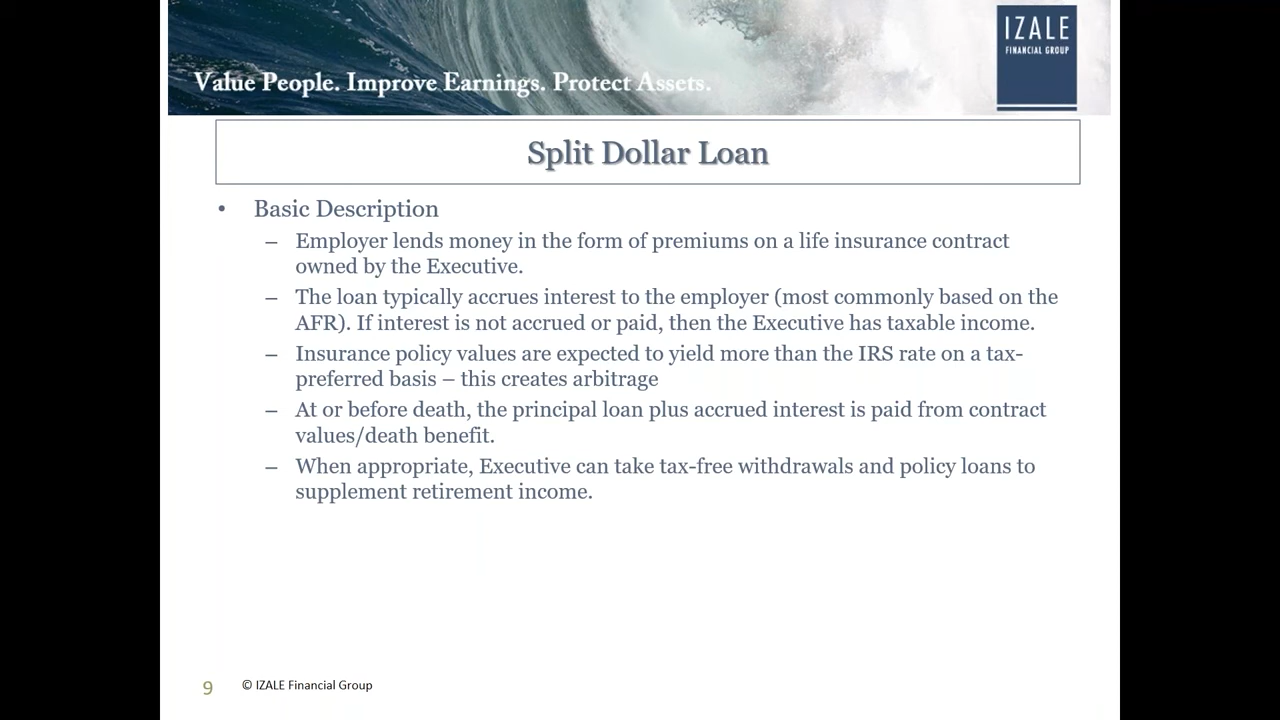 Value People. Improve Earnings. Protect Assets.
IZALE
FINANCIAL GROUP
Split Dollar Loan
• Basic Description
– Employer lends money in the form of premiums on a life insurance contract
owned by the Executive.
– The loan typically accrues interest to the employer (most commonly based on the
AFR). If interest is not accrued or paid, then the Executive has taxable income.
– Insurance policy values are expected to yield more than the IRS rate on a tax-
preferred basis – this creates arbitrage
– At or before death, the principal loan plus accrued interest is paid from contract
values/death benefit.
– When appropriate, Executive can take tax-free withdrawals and policy loans to
supplement retirement income.
9 © IZALE Financial Group